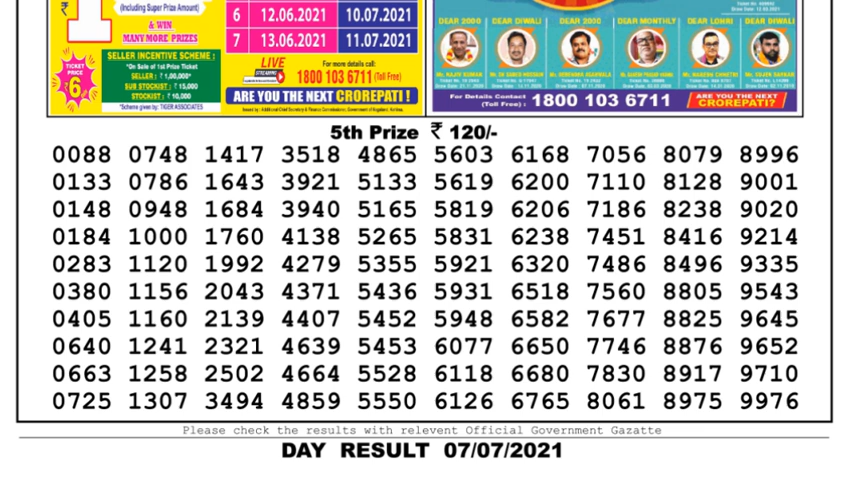 ₹
1
(Including Super Prize Amount)
& WIN
MANY MORE PRIZES
6 12.06.2021 10.07.2021
7 13.06.2021 11.07.2021
TICKET PRICE ₹6
SELLER INCENTIVE SCHEME :
*On Sale of 1st Prize Ticket
SELLER : ₹ 1,00,000*
SUB STOCKIST : ₹ 15,000
STOCKIST : ₹ 10,000
*Scheme given by: TIGER ASSOCIATES
LIVE
STREAMING
For more details call:
1800 103 6711 (Toll Free)
ARE YOU THE NEXT CROREPATI !
DEAR 2000 DEAR DIWALI DEAR 2000 DEAR MONTHLY DEAR LOHRI DEAR DIWALI
For Details Contact
(Toll Free) : 1800 103 6711
ARE YOU THE NEXT
CROREPATI?
5th Prize ₹ 120/-
0088 0748 1417 3518 4865 5603 6168 7056 8079 8996
0133 0786 1643 3921 5133 5619 6200 7110 8128 9001
0148 0948 1684 3940 5165 5819 6206 7186 8238 9020
0184 1000 1760 4138 5265 5831 6238 7451 8416 9214
0283 1120 1992 4279 5355 5921 6320 7486 8496 9335
0380 1156 2043 4371 5436 5931 6518 7560 8805 9543
0405 1160 2139 4407 5452 5948 6582 7677 8825 9645
0640 1241 2321 4639 5453 6077 6650 7746 8876 9652
0663 1258 2502 4664 5528 6118 6680 7830 8917 9710
0725 1307 3494 4859 5550 6126 6765 8061 8975 9976
Please check the results with relevent Official Government Gazatte
DAY RESULT 07/07/2021